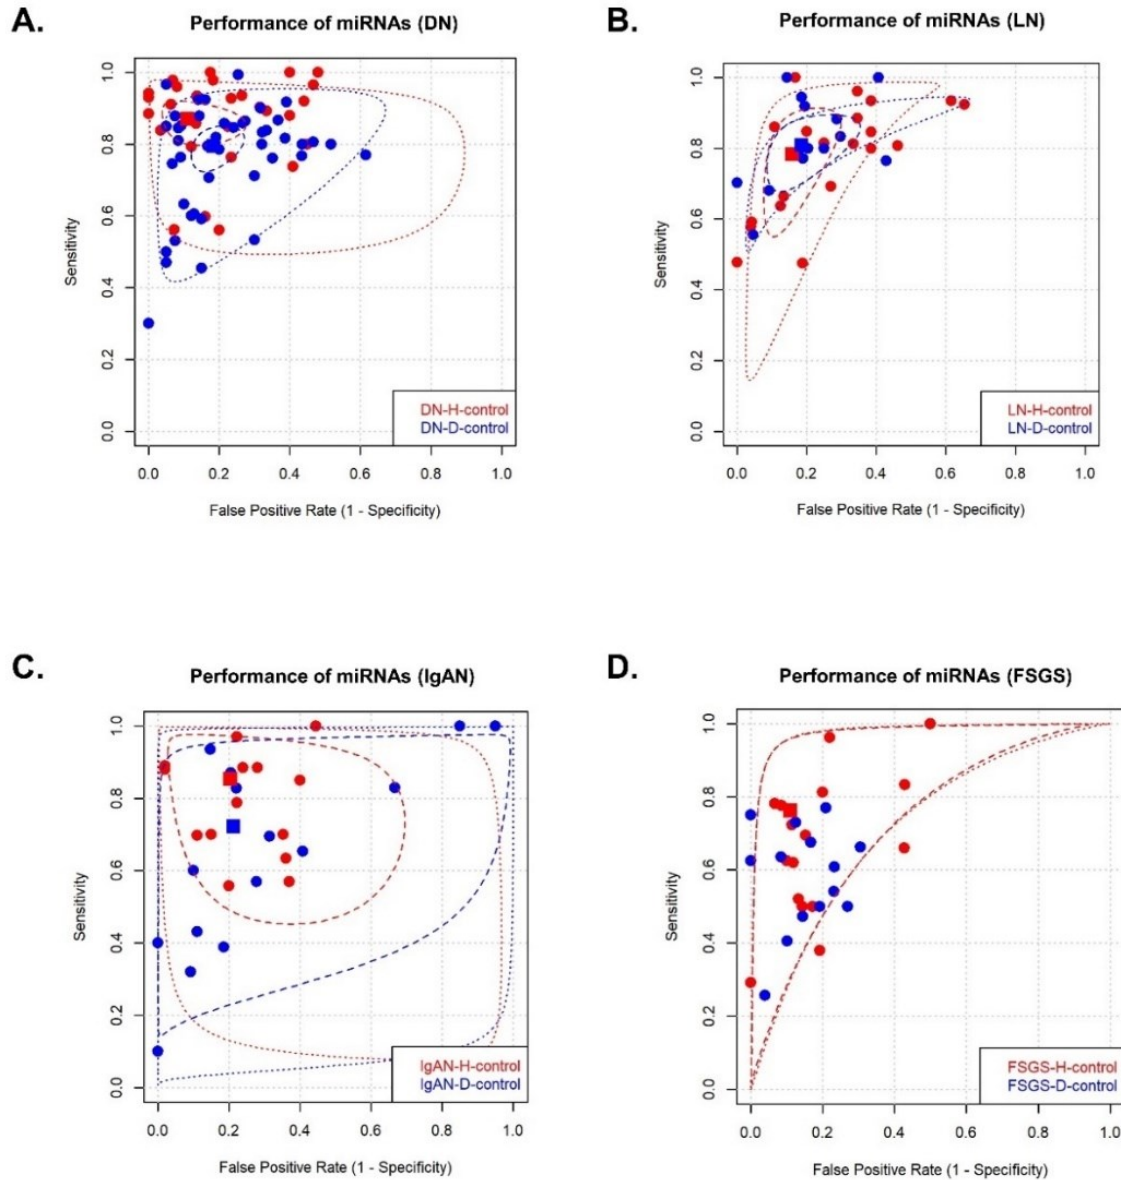 A.
Performance of miRNAs (DN)
Sensitivity
1.0
0.8
0.6
0.4
0.2
0.0
DN-H-control
DN-D-control
0.0 0.2 0.4 0.6 0.8 1.0
False Positive Rate (1 - Specificity)
B.
Performance of miRNAs (LN)
Sensitivity
1.0
0.8
0.6
0.4
0.2
0.0
LN-H-control
LN-D-control
0.0 0.2 0.4 0.6 0.8 1.0
False Positive Rate (1 - Specificity)
C.
Performance of miRNAs (IgAN)
Sensitivity
1.0
0.8
0.6
0.4
0.2
0.0
IgAN-H-control
IgAN-D-control
0.0 0.2 0.4 0.6 0.8 1.0
False Positive Rate (1 - Specificity)
D.
Performance of miRNAs (FSGS)
Sensitivity
1.0
0.8
0.6
0.4
0.2
0.0
FSGS-H-control
FSGS-D-control
0.0 0.2 0.4 0.6 0.8 1.0
False Positive Rate (1 - Specificity)